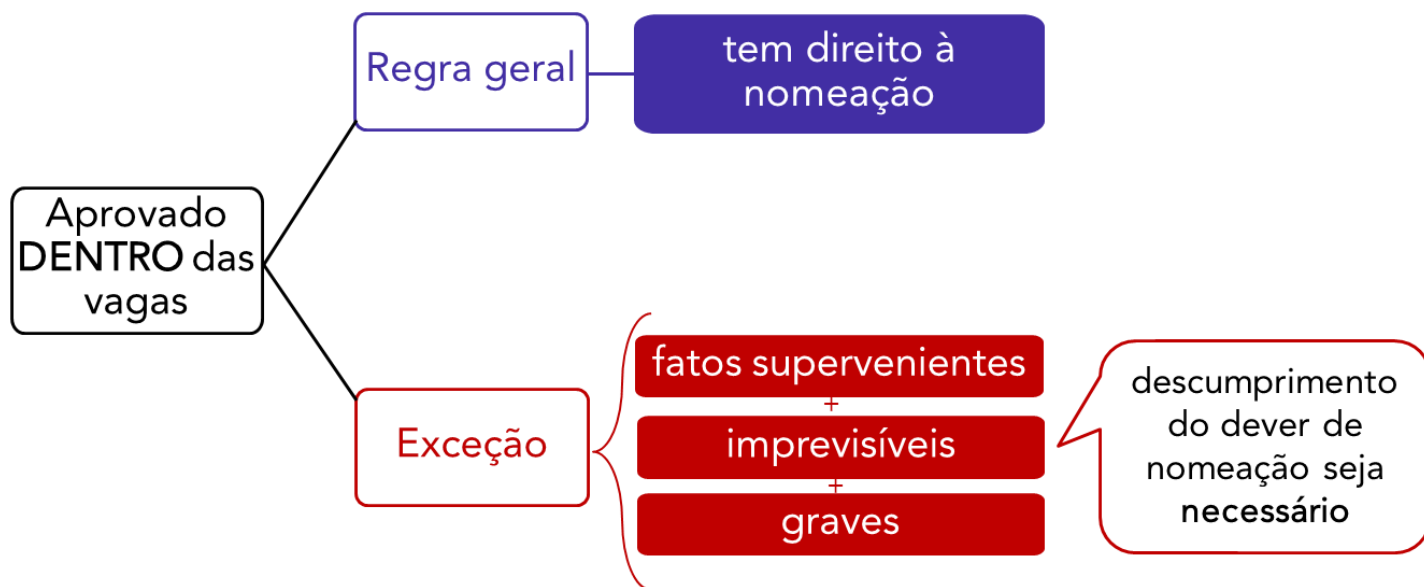 Regra geral
tem direito à
nomeação
Aprovado
DENTRO das
vagas
Exceção
fatos supervenientes
+
imprevisíveis
+
graves
descumprimento
do dever de
nomeação seja
necessário